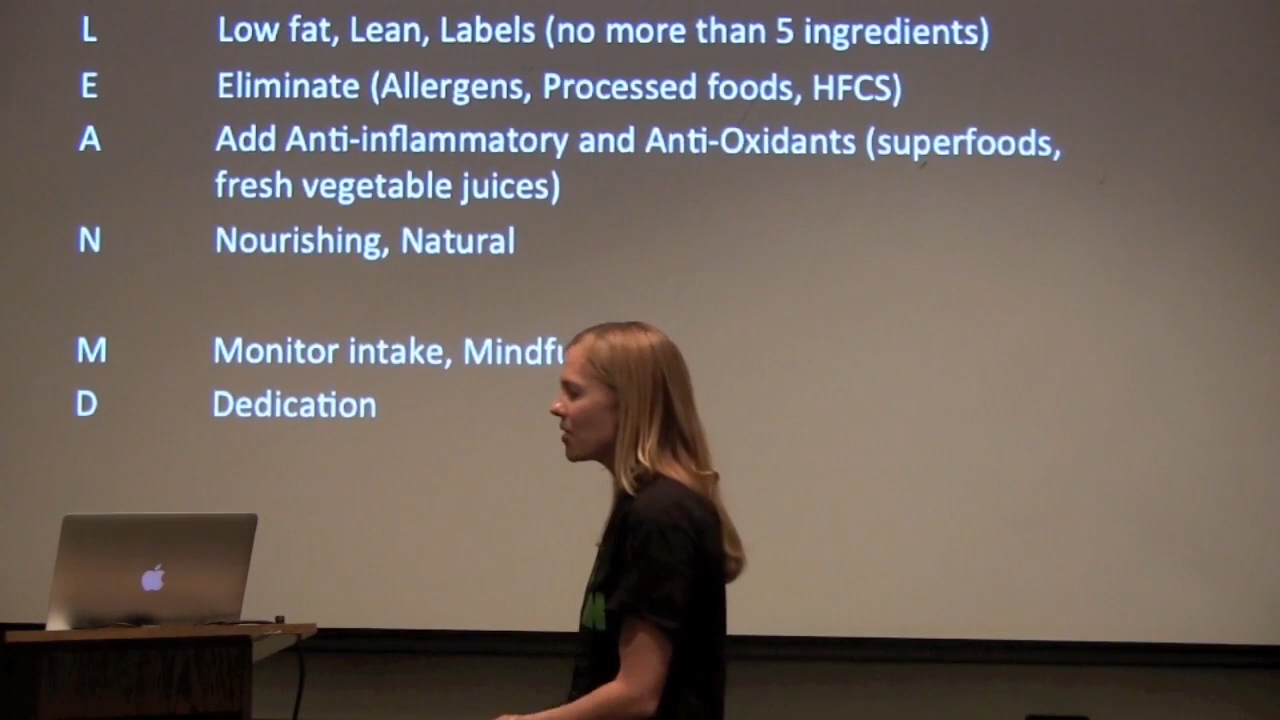 L Low fat, Lean, Labels (no more than 5 ingredients)
E Eliminate (Allergens, Processed foods, HFCS)
A Add Anti-inflammatory and Anti-Oxidants (superfoods,
fresh vegetable juices)
N Nourishing, Natural
M Monitor intake,
D Dedication